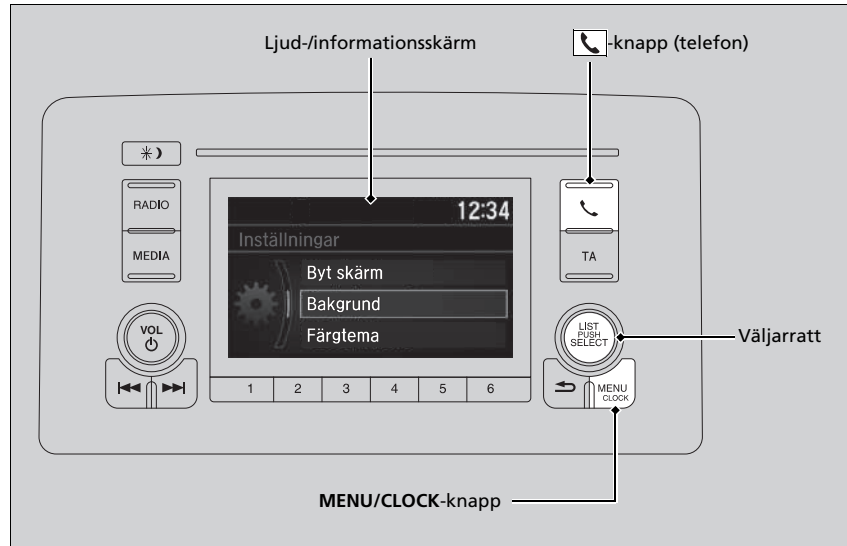 Ljud-/informationsskärm
-knapp (telefon)
RADIO
MEDIA
VOL
12:34
Inställningar
Byt skärm
Bakgrund
Färgtema
1 2 3 4 5 6
TA
LIST
PUSH
SELECT
Väljarratt
MENU
CLOCK
MENU/CLOCK-knapp